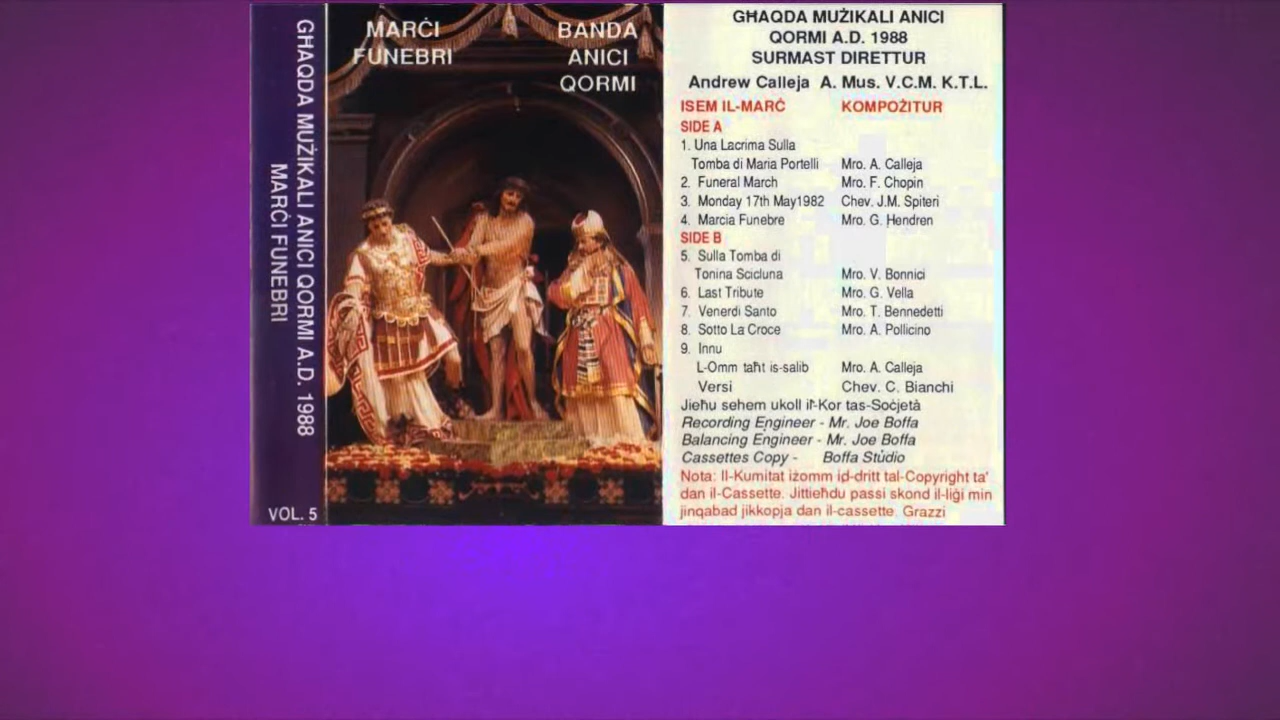 GĦAQDA MUŻIKALI ANICI QORMI A.D. 1988
MARĊI FUNEBRI
VOL. 5
MARĊI
FUNEBRI
BANDA
ANICI
QORMI
GĦAQDA MUŻIKALI ANICI
QORMI A.D. 1988
SURMAST DIRETTUR
Andrew Calleja A. Mus. V.C.M. K.T.L.
ISEM IL-MARĊ KOMPOŻITUR
SIDE A
1. Una Lacrima Sulla
Tomba di Maria Portelli Mro. A. Calleja
2. Funeral March Mro. F. Chopin
3. Monday 17th May1982 Chev. J.M. Spiteri
4. Marcia Funebre Mro. G. Hendren
SIDE B
5. Sulla Tomba di
Tonina Scicluna Mro. V. Bonnici
6. Last Tribute Mro. G. Vella
7. Venerdi Santo Mro. T. Bennedetti
8. Sotto La Croce Mro. A. Pollicino
9. Innu
L-Omm taħt is-salib Mro. A. Calleja
Versi Chev. C. Bianchi
Jieħu sehem ukoll il-Kor tas-Soċjetà
Recording Engineer - Mr. Joe Boffa
Balancing Engineer - Mr. Joe Boffa
Cassettes Copy - Boffa Studio
Nota: Il-Kumitat iżomm id-dritt tal-Copyright ta'
dan il-Cassette. Jittieħdu passi skond il-liġi min
jinqabad jikkopja dan il-cassette. Grazzi